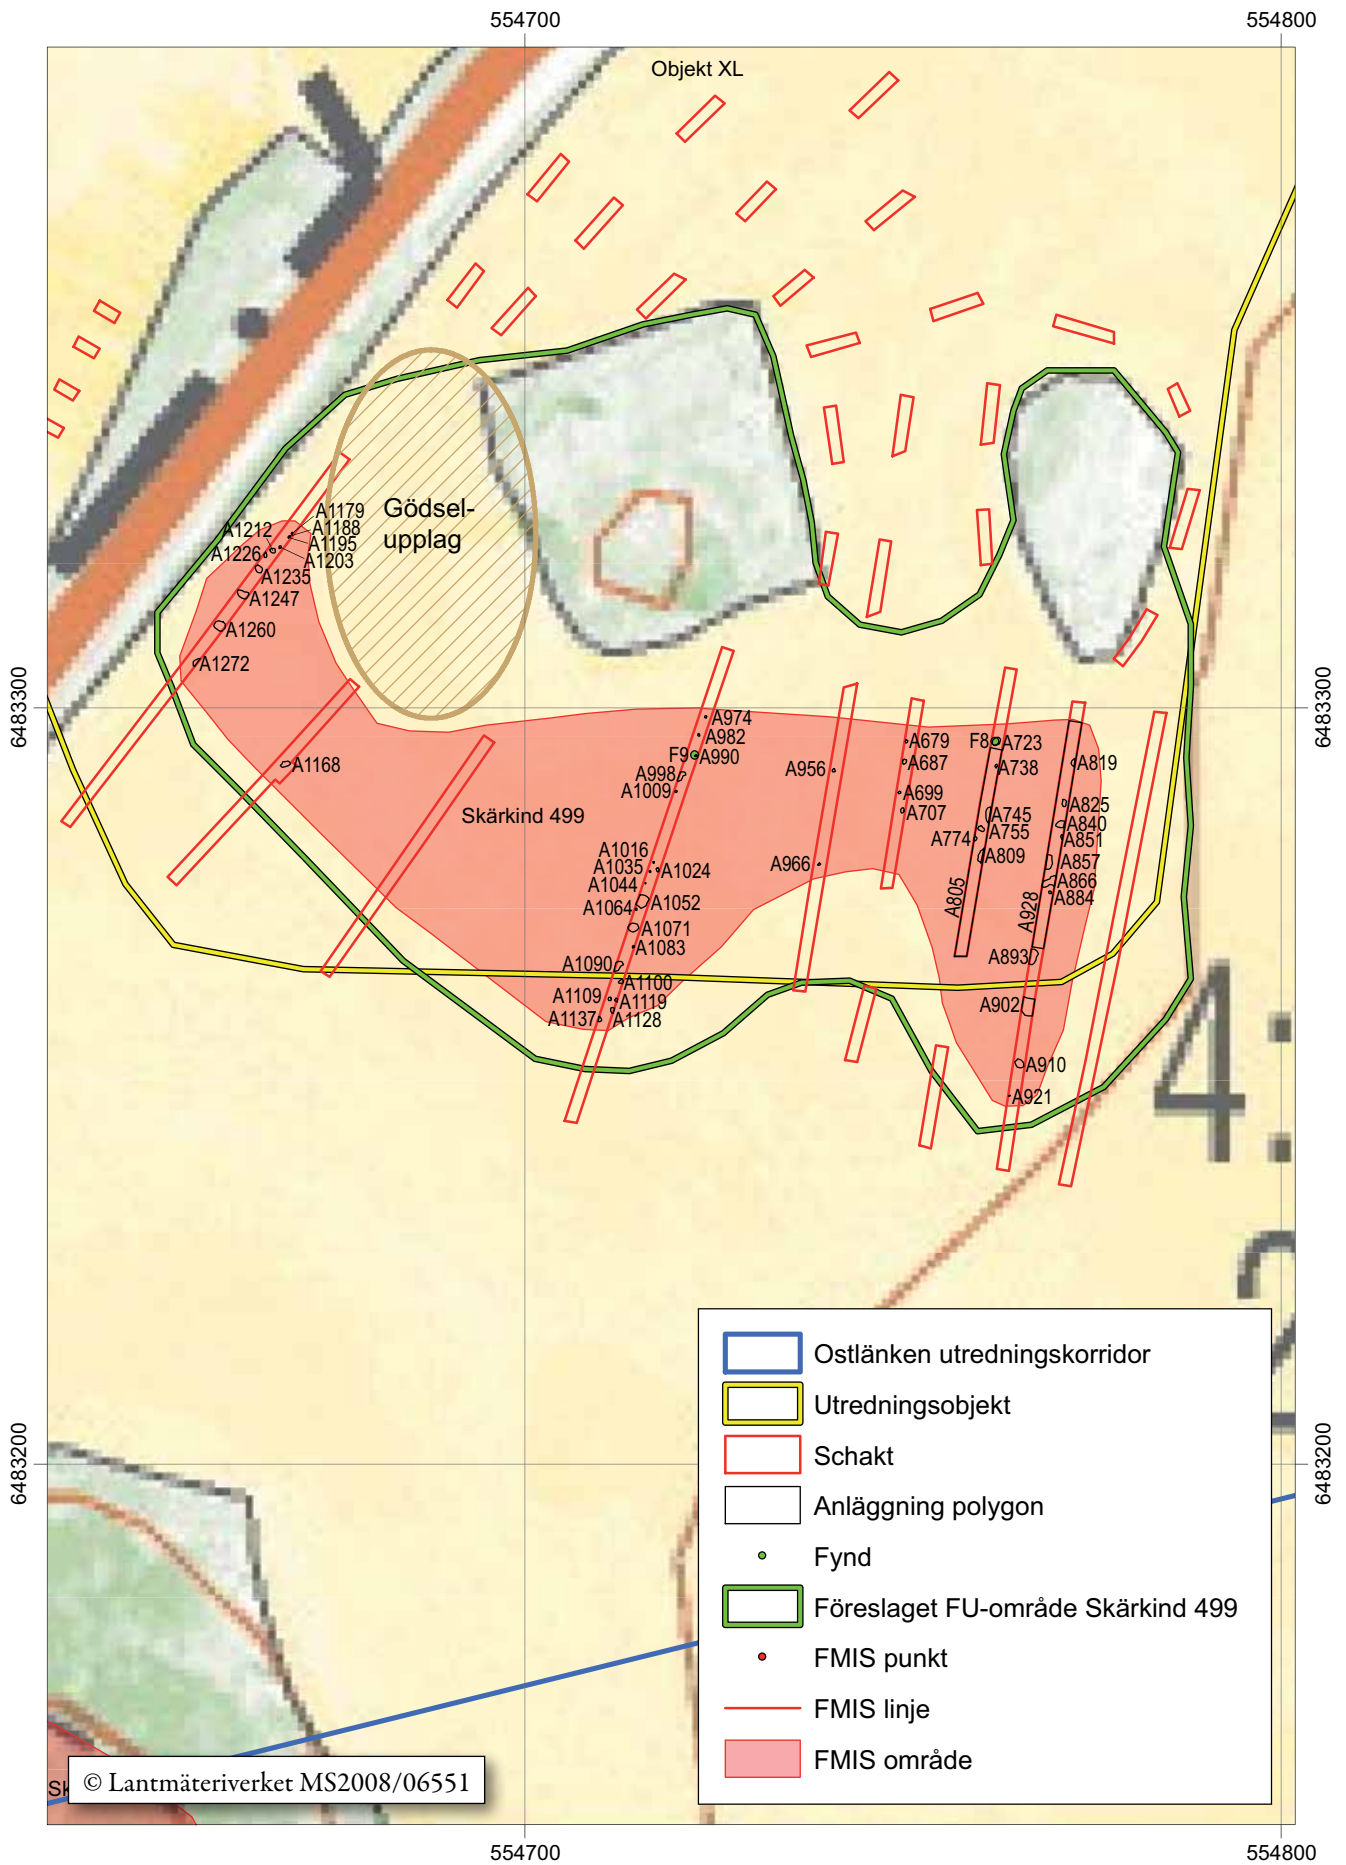 554700
554800
Objekt XL
Gödsel-
upplag
A1179
A1188
A1212
A1195
A1226
A1203
A1235
A1247
A1260
A1272
6483300
6483300
A974
A982
F9
A990
A998
A1009
A1168
A956
A679
A687
A699
A707
F8
A723
A738
A819
A745
A755
A774
A809
A825
A840
A851
A857
A866
A884
Skärkind 499
A1016
A1035
A1024
A1044
A966
A1052
A1064
A805
A928
A1071
A1083
A893
A1090
A1100
A1109
A1119
A1137
A1128
A902
A910
A921
4:
2
Ostlänken utredningskorridor
Utredningsobjekt
Schakt
Anläggning polygon
Fynd
Föreslaget FU-område Skärkind 499
FMIS punkt
FMIS linje
FMIS område
6483200
6483200
Sk
© Lantmäteriverket MS2008/06551
554700
554800